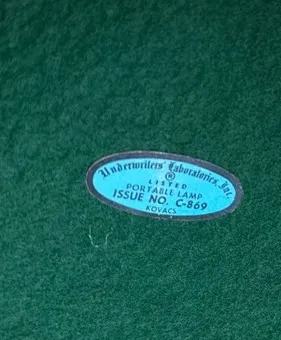 Underwriters' Laboratories, Inc.
®
LISTED
PORTABLE LAMP
ISSUE NO. C-869
KOVACS